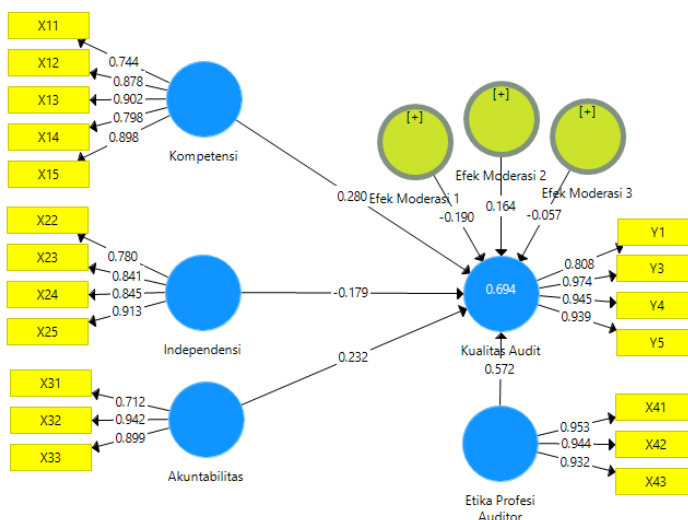 X11
X12
X13
X14
X15
0.744
0.878
0.902
0.798
0.898
Kompetensi
[+]
[+]
[+]
Efek Moderasi 1
Efek Moderasi 2
Efek Moderasi 3
0.280
-0.190
0.164
-0.057
X22
X23
X24
X25
0.780
0.841
0.845
0.913
Independensi
-0.179
0.694
Kualitas Audit
0.808
0.974
0.945
0.939
Y1
Y3
Y4
Y5
X31
X32
X33
0.712
0.942
0.899
Akuntabilitas
0.232
0.572
Etika Profesi
Auditor
0.953
0.944
0.932
X41
X42
X43